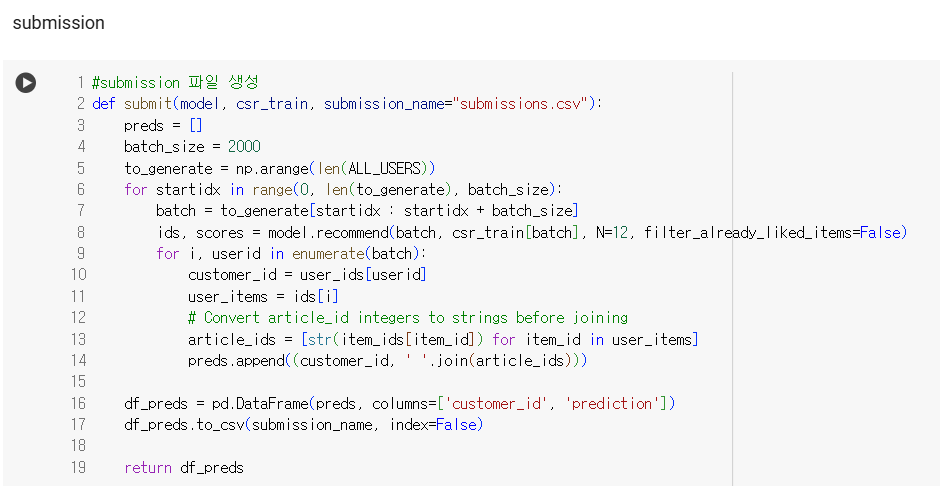 submission
1 #submission 파일 생성
2 def submit(model, csr_train, submission_name="submissions.csv"):
3     preds = []
4     batch_size = 2000
5     to_generate = np.arange(len(ALL_USERS))
6     for startidx in range(0, len(to_generate), batch_size):
7         batch = to_generate[startidx : startidx + batch_size]
8         ids, scores = model.recommend(batch, csr_train[batch], N=12, filter_already_liked_items=False)
9         for i, userid in enumerate(batch):
10             customer_id = user_ids[userid]
11             user_items = ids[i]
12             # Convert article_id integers to strings before joining
13             article_ids = [str(item_ids[item_id]) for item_id in user_items]
14             preds.append((customer_id, ' '.join(article_ids)))
15
16     df_preds = pd.DataFrame(preds, columns=['customer_id', 'prediction'])
17     df_preds.to_csv(submission_name, index=False)
18
19     return df_preds